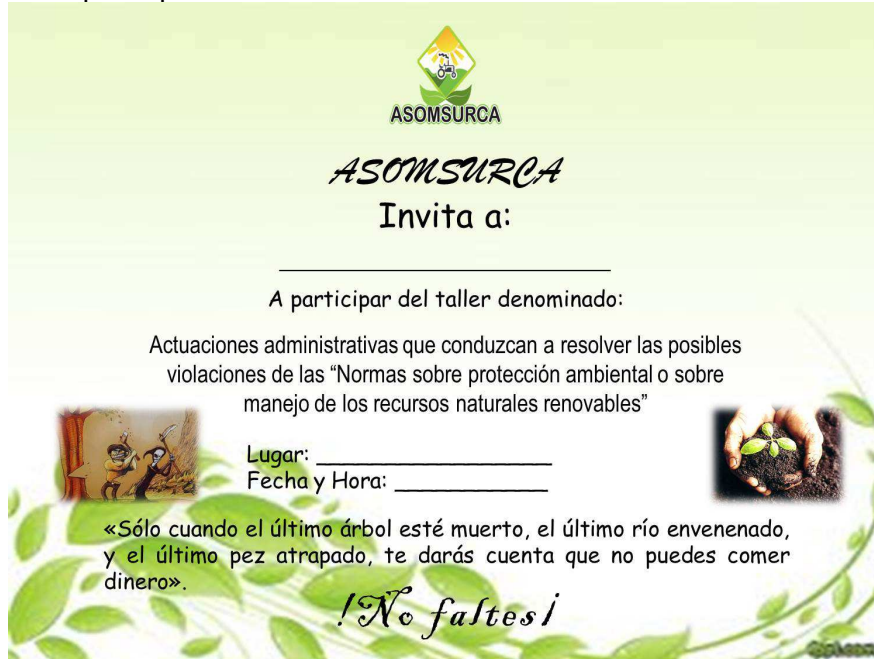 ASOMSURCA
ASOMSURCA
Invita a:
A participar del taller denominado:
Actuaciones administrativas que conduzcan a resolver las posibles
violaciones de las “Normas sobre protección ambiental o sobre
manejo de los recursos naturales renovables”
Lugar: __________________
Fecha y Hora: ____________
«Sólo cuando el último árbol esté muerto, el último río envenenado,
y el último pez atrapado, te darás cuenta que no puedes comer
dinero».
!No faltes¡